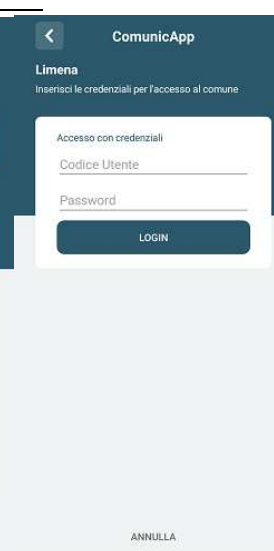 ComunicApp
Limena
Inserisci le credenziali per l'accesso al comune
Accesso con credenziali
Codice Utente
Password
LOGIN
ANNULLA